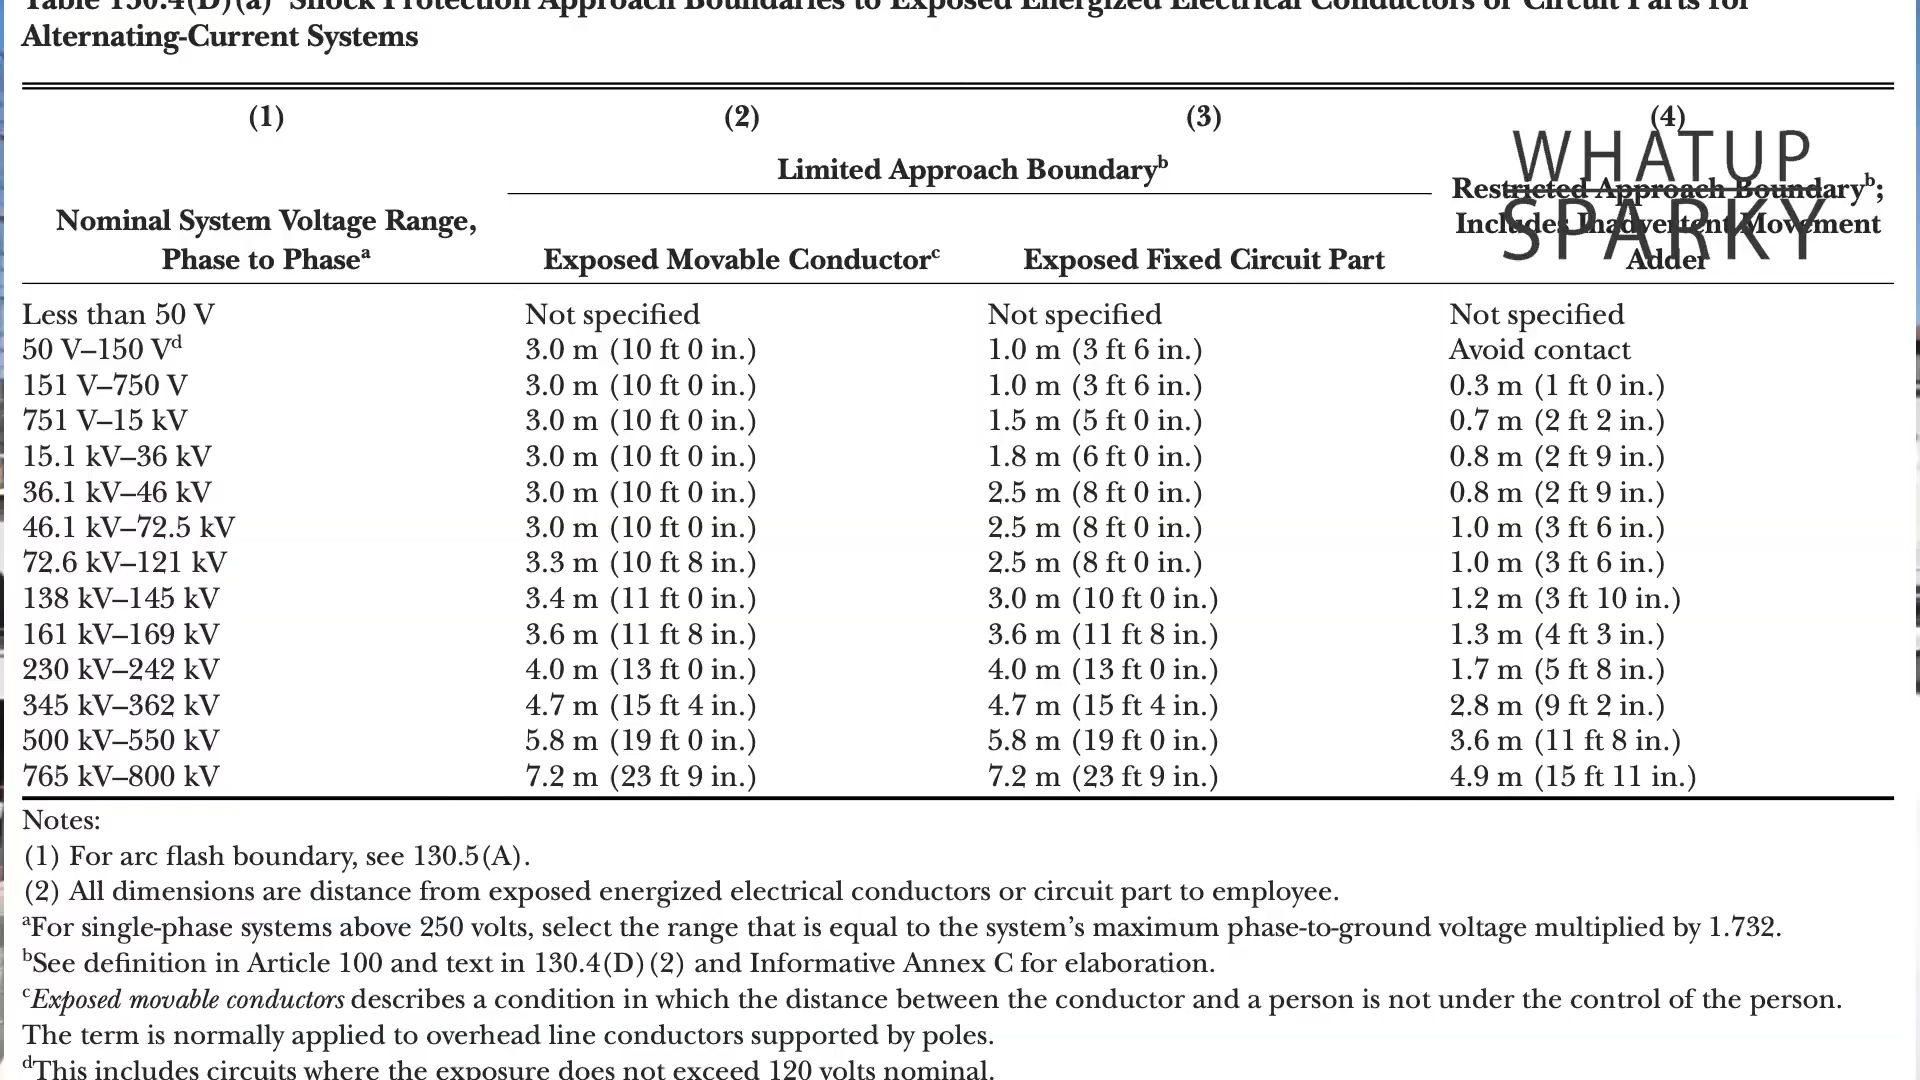 Table 130.4(D)(a) Shock Protection Approach Boundaries to Exposed Energized Electrical Conductors or Circuit Parts for
Alternating-Current Systems
(1) (2) (3) (4)
WHATUP
SPARKY
Limited Approach Boundaryb
Restricted Approach Boundaryb;
Includes Inadvertent Movement
Adder
Nominal System Voltage Range,
Phase to Phasea
Exposed Movable Conductorc Exposed Fixed Circuit Part
Less than 50 V Not specified Not specified Not specified
50 V–150 Vd 3.0 m (10 ft 0 in.) 1.0 m (3 ft 6 in.) Avoid contact
151 V–750 V 3.0 m (10 ft 0 in.) 1.0 m (3 ft 6 in.) 0.3 m (1 ft 0 in.)
751 V–15 kV 3.0 m (10 ft 0 in.) 1.5 m (5 ft 0 in.) 0.7 m (2 ft 2 in.)
15.1 kV–36 kV 3.0 m (10 ft 0 in.) 1.8 m (6 ft 0 in.) 0.8 m (2 ft 9 in.)
36.1 kV–46 kV 3.0 m (10 ft 0 in.) 2.5 m (8 ft 0 in.) 0.8 m (2 ft 9 in.)
46.1 kV–72.5 kV 3.0 m (10 ft 0 in.) 2.5 m (8 ft 0 in.) 1.0 m (3 ft 6 in.)
72.6 kV–121 kV 3.3 m (10 ft 8 in.) 2.5 m (8 ft 0 in.) 1.0 m (3 ft 6 in.)
138 kV–145 kV 3.4 m (11 ft 0 in.) 3.0 m (10 ft 0 in.) 1.2 m (3 ft 10 in.)
161 kV–169 kV 3.6 m (11 ft 8 in.) 3.6 m (11 ft 8 in.) 1.3 m (4 ft 3 in.)
230 kV–242 kV 4.0 m (13 ft 0 in.) 4.0 m (13 ft 0 in.) 1.7 m (5 ft 8 in.)
345 kV–362 kV 4.7 m (15 ft 4 in.) 4.7 m (15 ft 4 in.) 2.8 m (9 ft 2 in.)
500 kV–550 kV 5.8 m (19 ft 0 in.) 5.8 m (19 ft 0 in.) 3.6 m (11 ft 8 in.)
765 kV–800 kV 7.2 m (23 ft 9 in.) 7.2 m (23 ft 9 in.) 4.9 m (15 ft 11 in.)
Notes:
(1) For arc flash boundary, see 130.5(A).
(2) All dimensions are distance from exposed energized electrical conductors or circuit part to employee.
aFor single-phase systems above 250 volts, select the range that is equal to the system's maximum phase-to-ground voltage multiplied by 1.732.
bSee definition in Article 100 and text in 130.4(D)(2) and Informative Annex C for elaboration.
cExposed movable conductors describes a condition in which the distance between the conductor and a person is not under the control of the person.
The term is normally applied to overhead line conductors supported by poles.
dThis includes circuits where the exposure does not exceed 120 volts nominal.